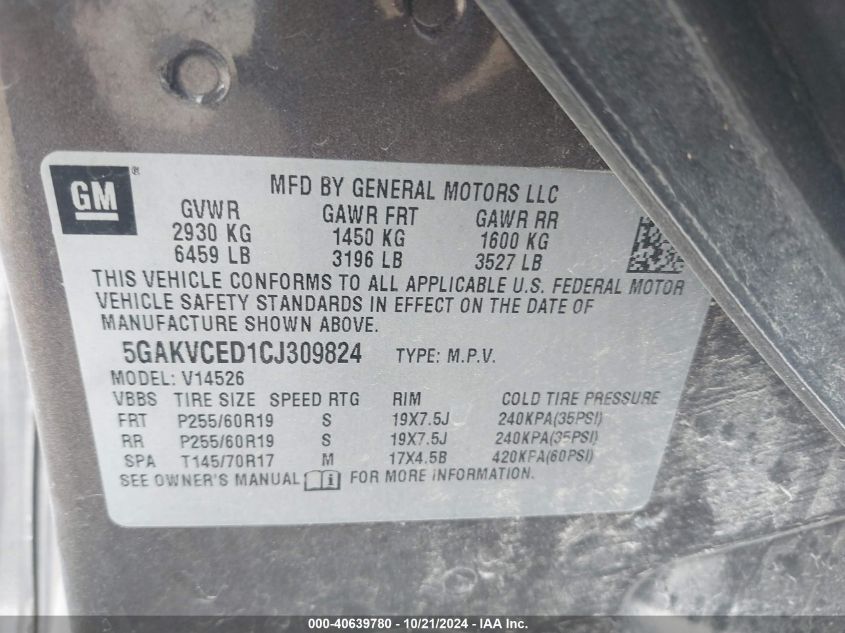 GM ®
MFD BY GENERAL MOTORS LLC
GVWR GAWR FRT GAWR RR
2930 KG 1450 KG 1600 KG
6459 LB 3196 LB 3527 LB
THIS VEHICLE CONFORMS TO ALL APPLICABLE U.S. FEDERAL MOTOR
VEHICLE SAFETY STANDARDS IN EFFECT ON THE DATE OF
MANUFACTURE SHOWN ABOVE.
5GAKVCED1CJ309824 TYPE: M.P.V.
MODEL: V14526
VBBS TIRE SIZE SPEED RTG RIM COLD TIRE PRESSURE
FRT P255/60R19 S 19X7.5J 240KPA(35PSI)
RR P255/60R19 S 19X7.5J 240KPA(35PSI)
SPA T145/70R17 M 17X4.5B 420KPA(60PSI)
SEE OWNER'S MANUAL i FOR MORE INFORMATION.
000-40639780 - 10/21/2024 - IAA Inc.